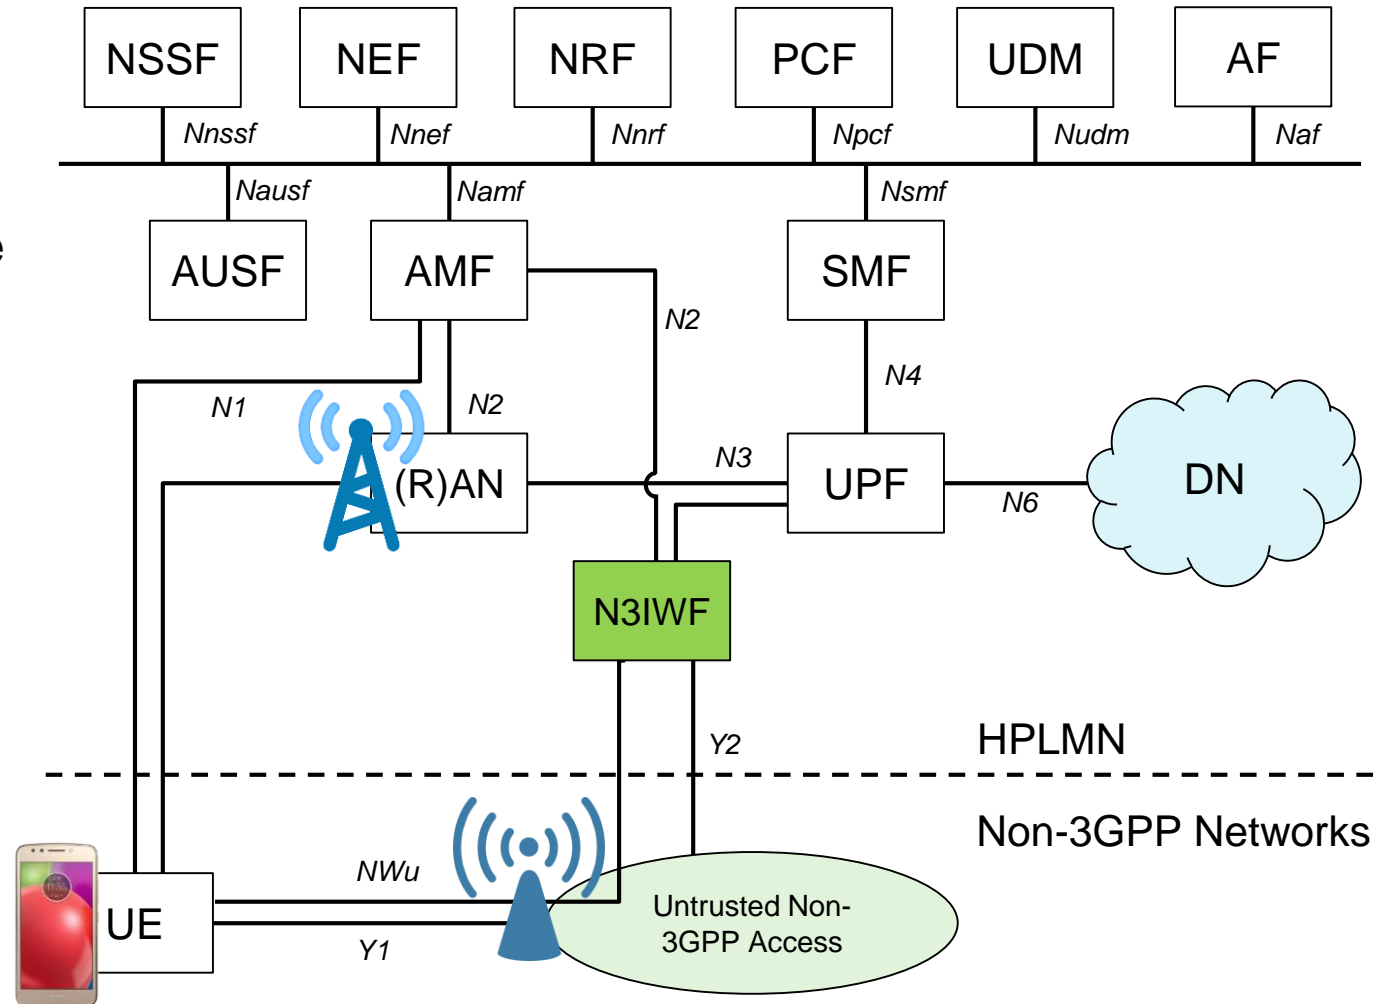 NSSF
NEF
NRF
PCF
UDM
AF
Nnssf
Nnef
Nnrf
Npcf
Nudm
Naf
Nausf
Namf
Nsmf
e
AUSF
AMF
SMF
N2
N4
N1
N2
N3
(R)AN
UPF
N6
DN
N3IWF
Y2
HPLMN
Non-3GPP Networks
NWu
UE
Y1
Untrusted Non-
3GPP Access